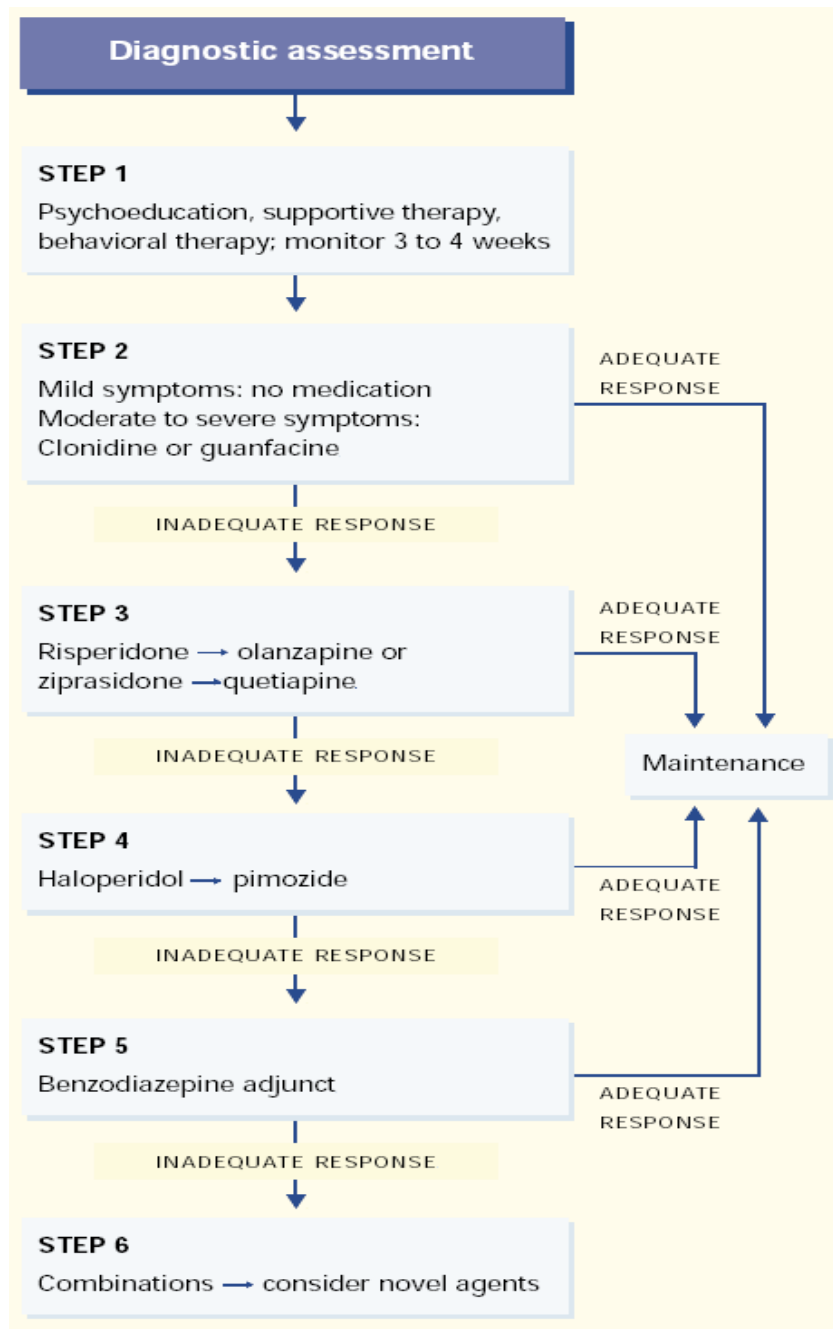 Diagnostic assessment
STEP 1
Psychoeducation, supportive therapy,
behavioral therapy; monitor 3 to 4 weeks
STEP 2
Mild symptoms: no medication
Moderate to severe symptoms:
Clonidine or guanfacine
ADEQUATE
RESPONSE
INADEQUATE RESPONSE
STEP 3
Risperidone → olanzapine or
ziprasidone → quetiapine.
ADEQUATE
RESPONSE
INADEQUATE RESPONSE
Maintenance
STEP 4
Haloperidol → pimozide
ADEQUATE
RESPONSE
INADEQUATE RESPONSE
STEP 5
Benzodiazepine adjunct
ADEQUATE
RESPONSE
INADEQUATE RESPONSE
STEP 6
Combinations → consider novel agents